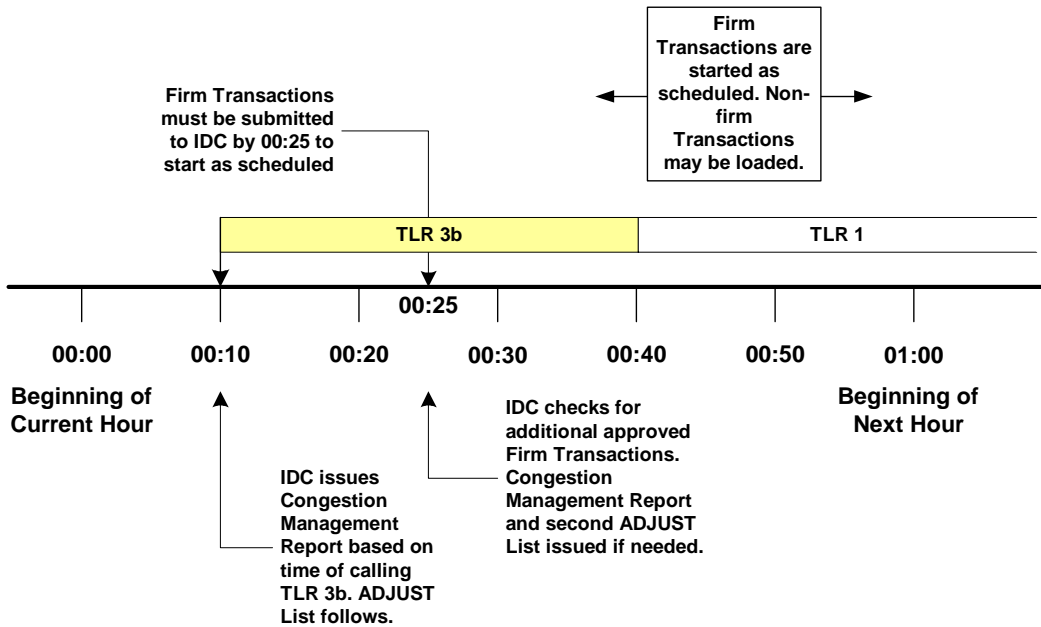 Firm
Transactions are
started as
scheduled. Non-
firm
Transactions
may be loaded.
Firm Transactions
must be submitted
to IDC by 00:25 to
start as scheduled
TLR 3b
TLR 1
00:25
00:00
00:10
00:20
00:30
00:40
00:50
01:00
Beginning of
Current Hour
Beginning of
Next Hour
IDC issues
Congestion
Management
Report based on
time of calling
TLR 3b. ADJUST
List follows.
IDC checks for
additional approved
Firm Transactions.
Congestion
Management Report
and second ADJUST
List issued if needed.